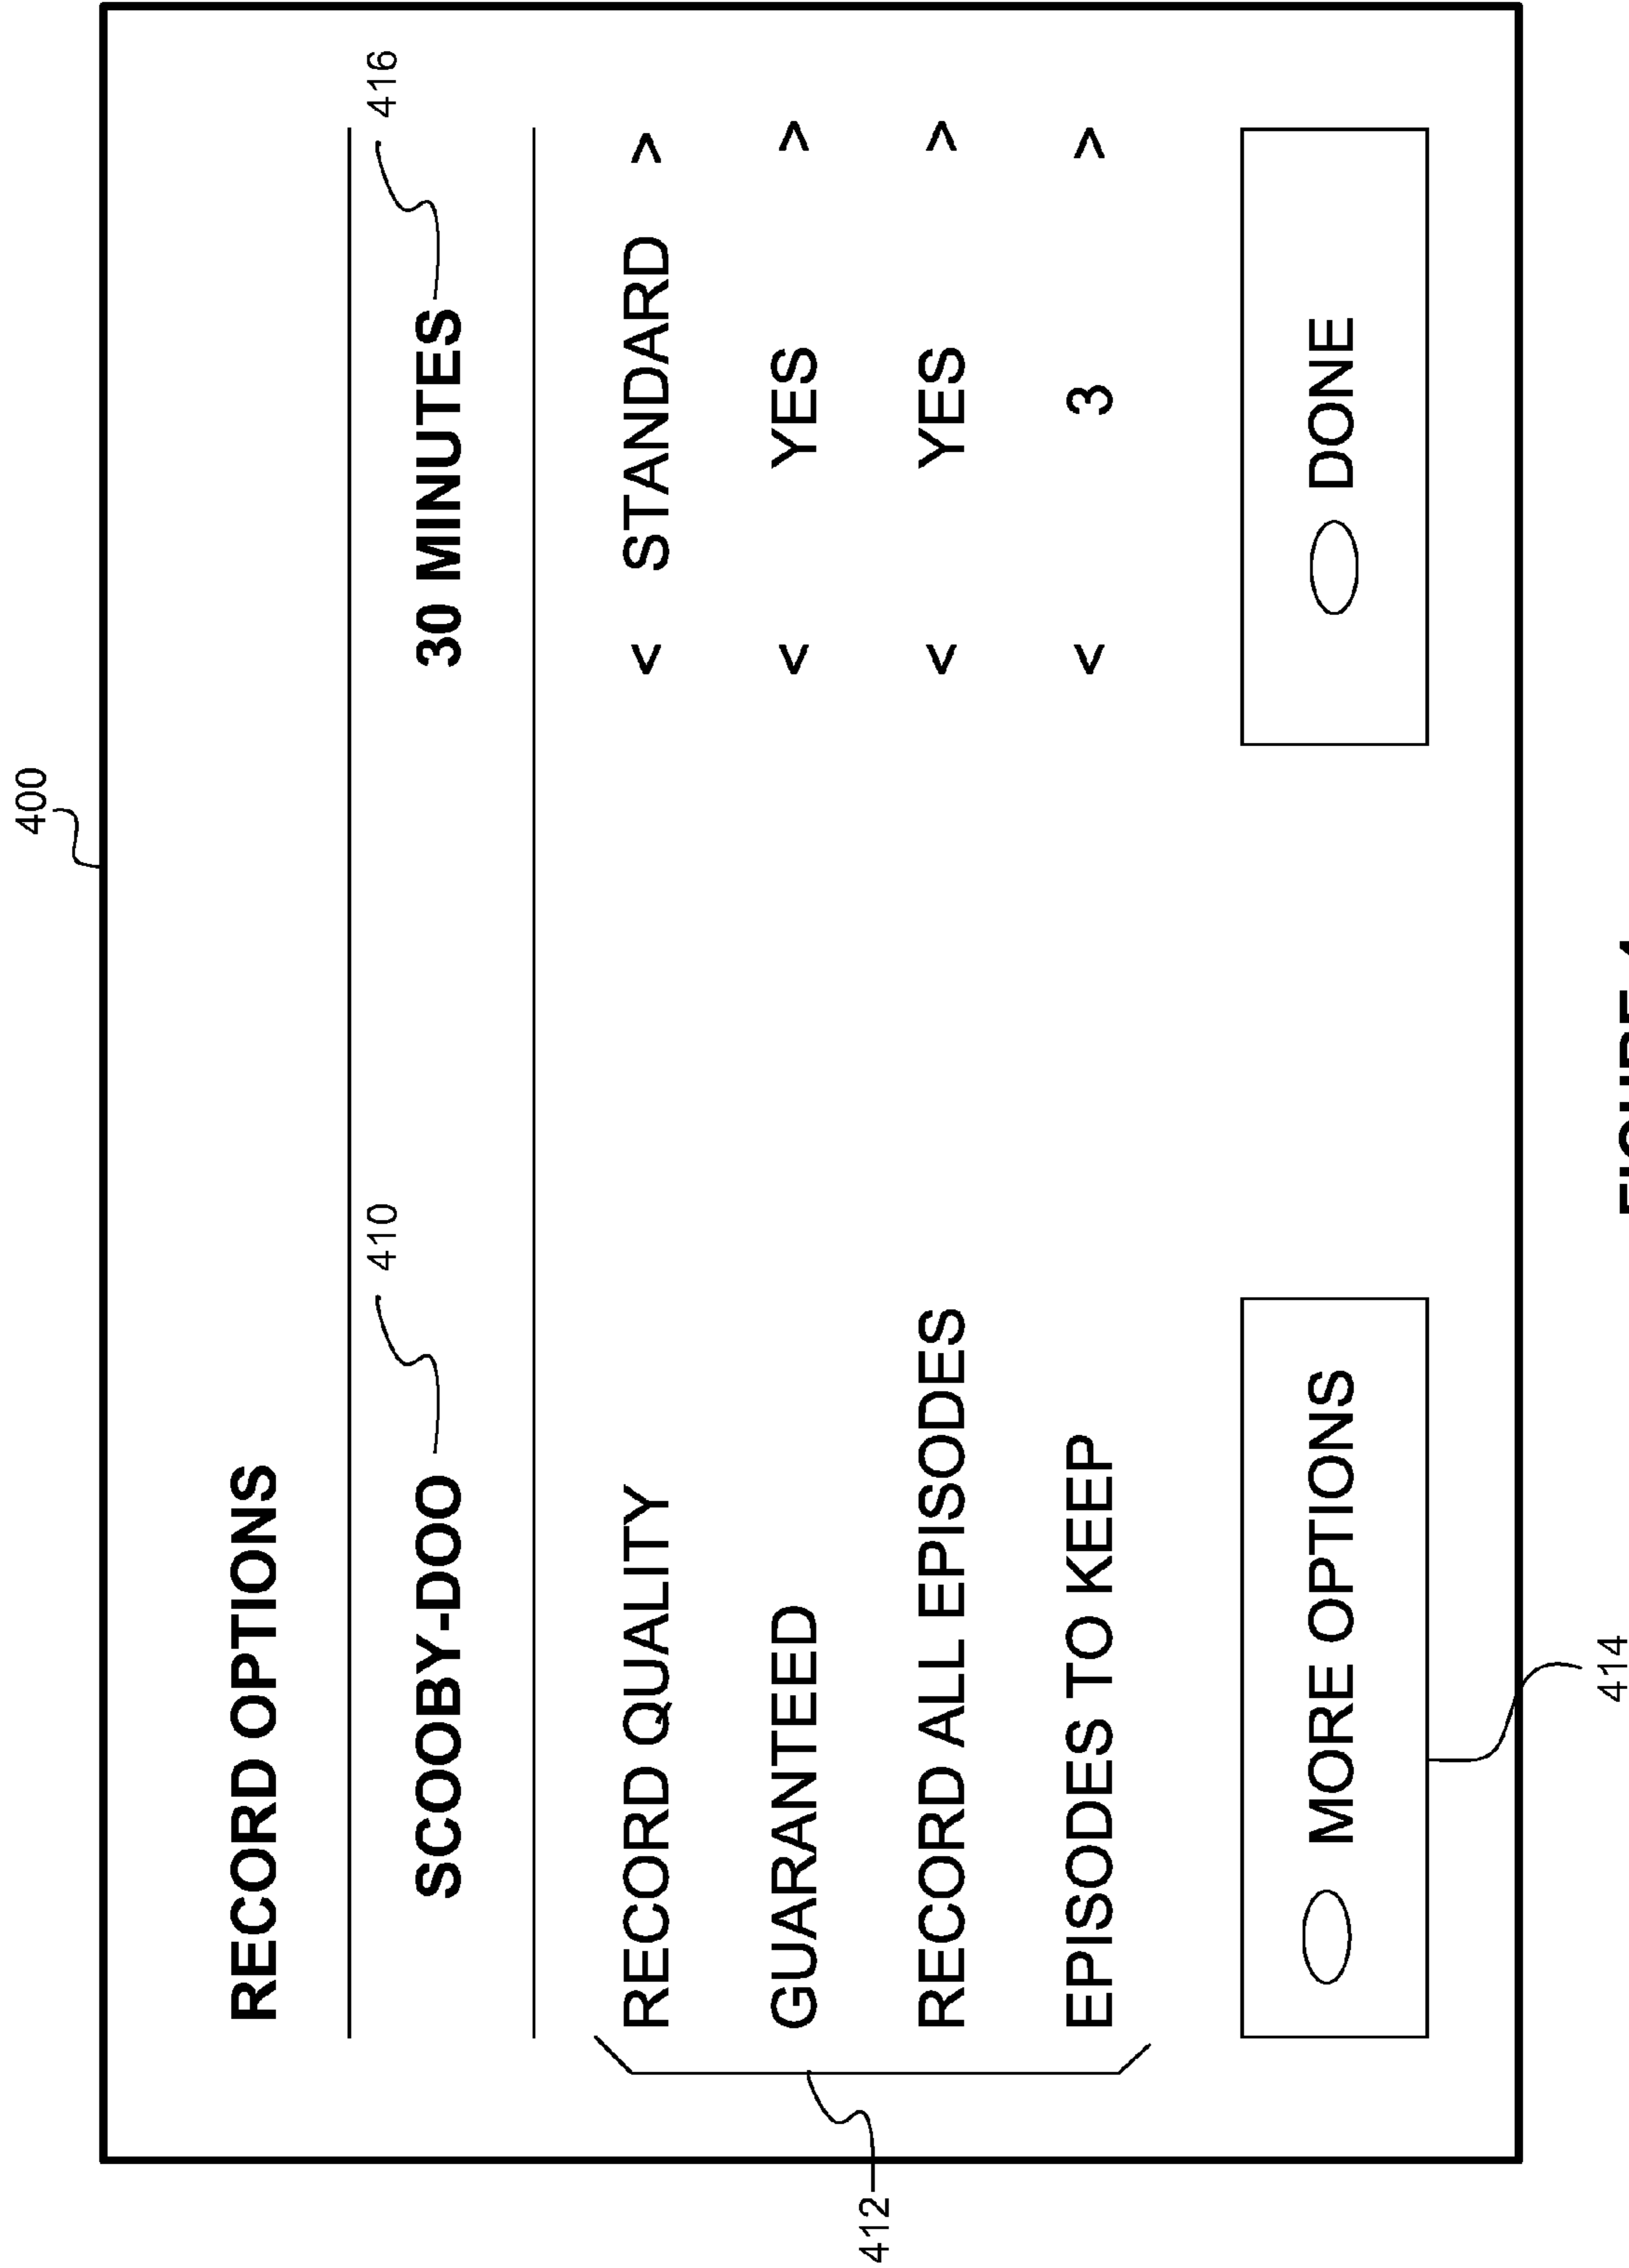 400
RECORD OPTIONS
410
416
SCOOBY-DOO
30 MINUTES
RECORD QUALITY < STANDARD >
GUARANTEED < YES >
RECORD ALL EPISODES < YES >
EPISODES TO KEEP < 3 >
412
MORE OPTIONS
DONE
414
FIGURE